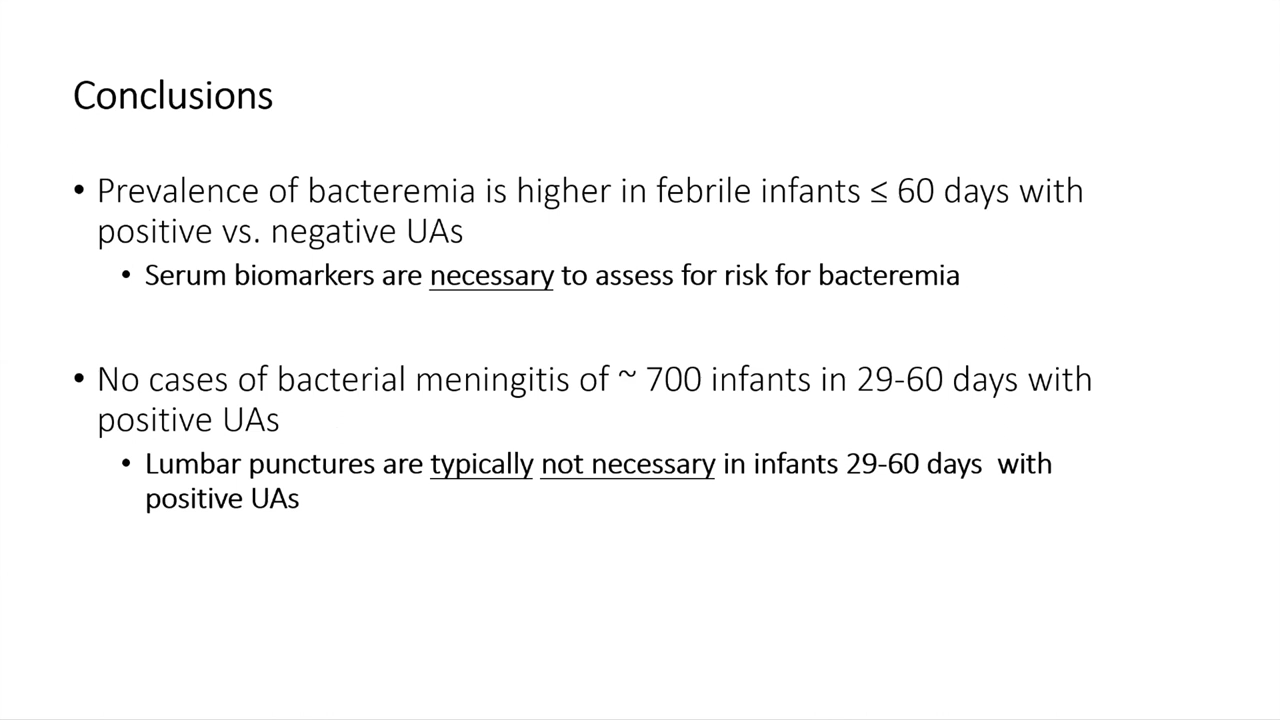 Conclusions
• Prevalence of bacteremia is higher in febrile infants ≤ 60 days with
positive vs. negative UAs
• Serum biomarkers are necessary to assess for risk for bacteremia
• No cases of bacterial meningitis of ~ 700 infants in 29-60 days with
positive UAs
• Lumbar punctures are typically not necessary in infants 29-60 days with
positive UAs